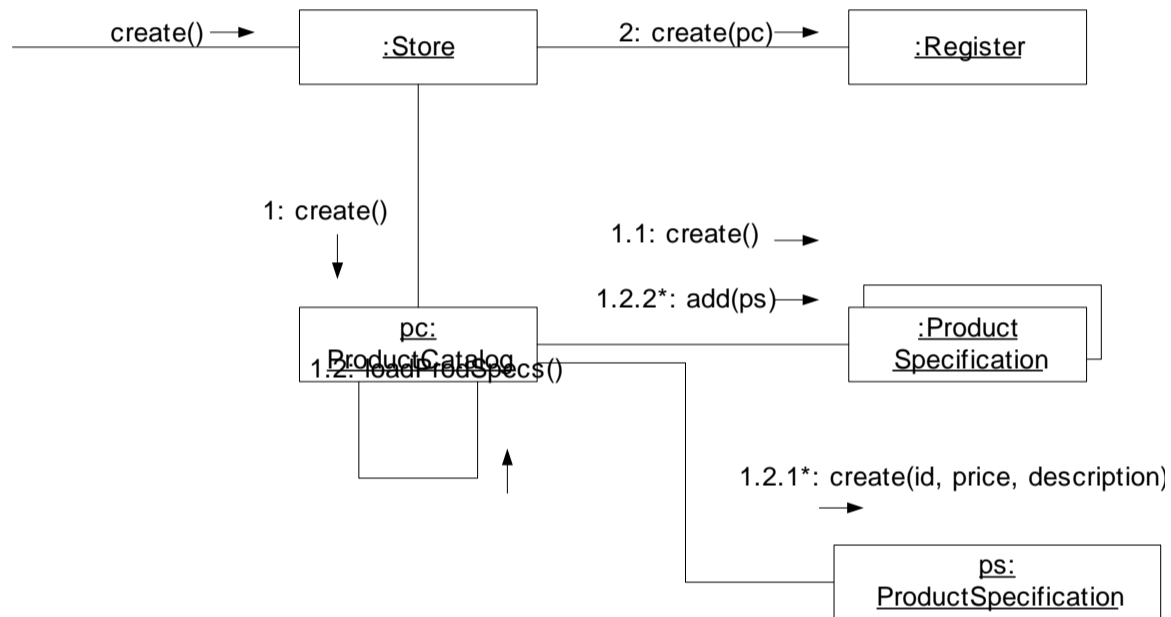 create()
:Store
2: create(pc)
:Register
1: create()
1.1: create()
1.2.2*: add(ps)
pc:
ProductCatalog
1.2: loadProdSpecs()
:Product
Specification
1.2.1*: create(id, price, description)
ps:
ProductSpecification